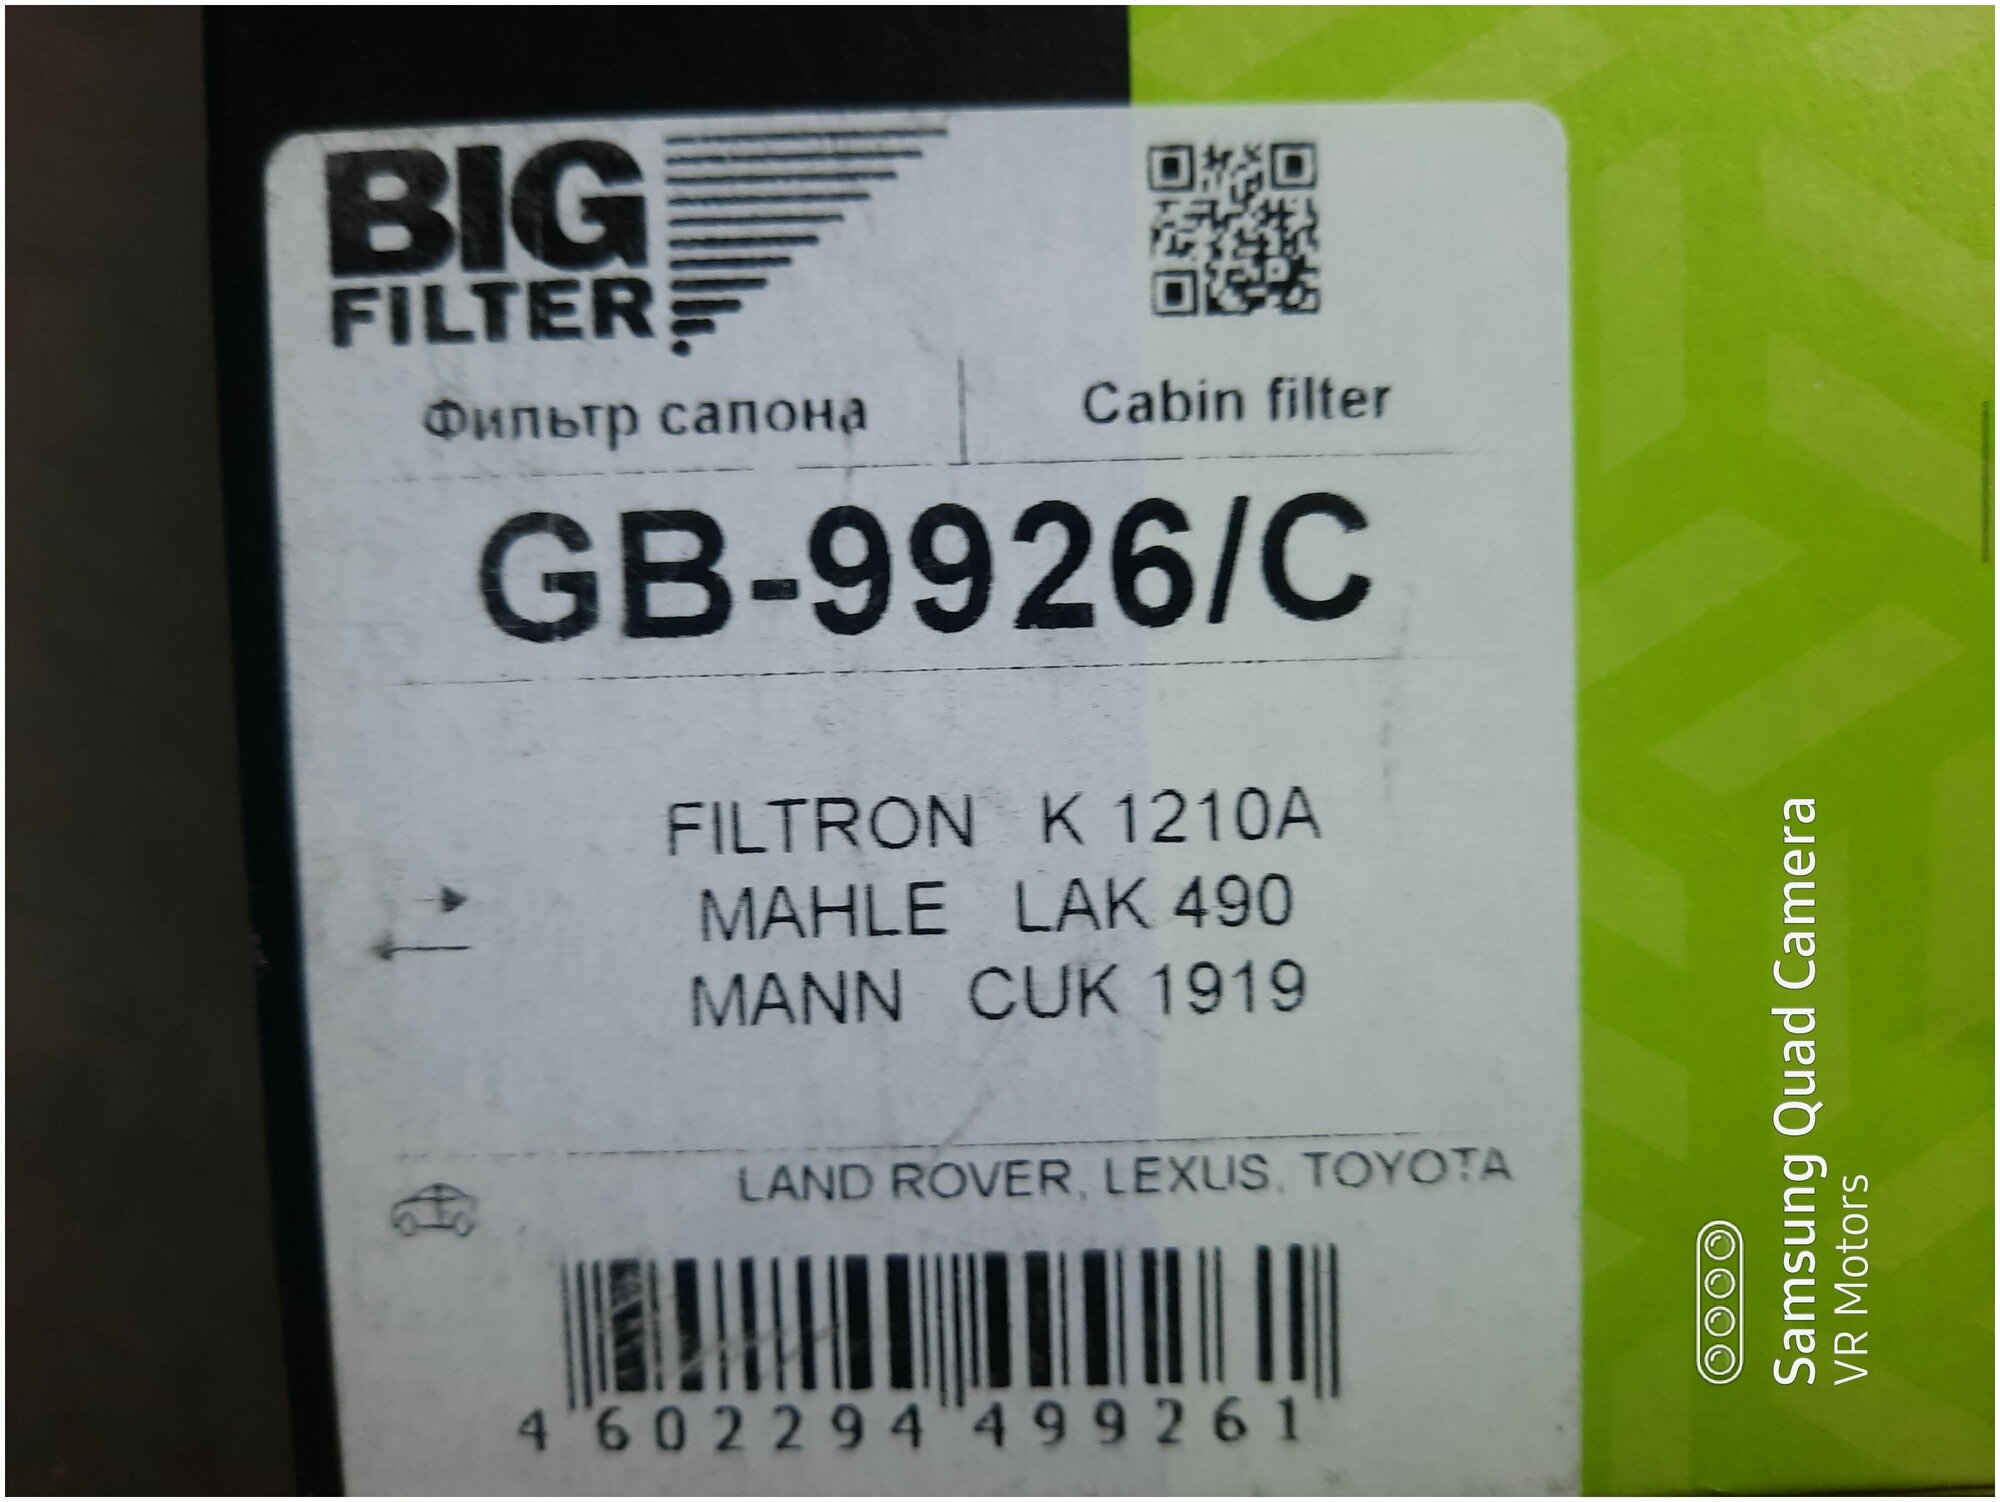 BIG
FILTER
Фильтр салона
Cabin filter
GB-9926/C
FILTRON K 1210A
MAHLE LAK 490
MANN CUK 1919
LAND ROVER, LEXUS, TOYOTA
4 602294 499261
Samsung Quad Camera
VR Motors